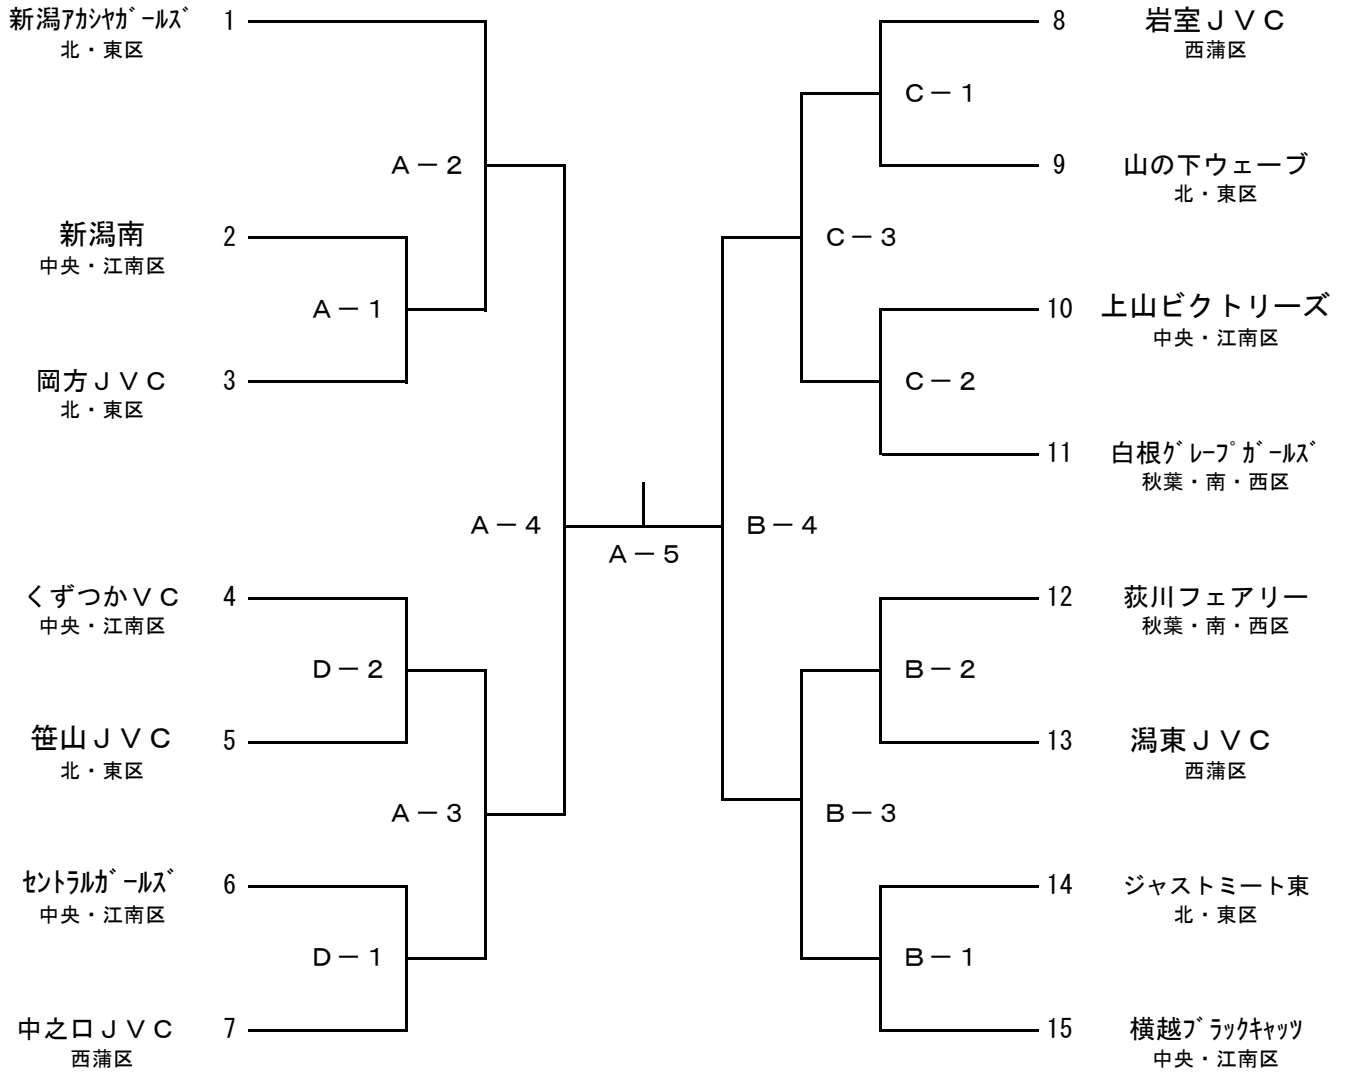 新潟ｱｶｼﾔｶﾞｰﾙｽﾞ 1
北・東区
A－2
新潟南 2
中央・江南区
A－1
岡方ＪＶＣ 3
北・東区
A－4
くずつかＶＣ 4
中央・江南区
D－2
笹山ＪＶＣ 5
北・東区
A－3
ｾﾝﾄﾗﾙｶﾞｰﾙｽﾞ 6
中央・江南区
D－1
中之口ＪＶＣ 7
西蒲区
A－5
8 岩室ＪＶＣ
西蒲区
C－1
9 山の下ウェーブ
北・東区
C－3
10 上山ビクトリーズ
中央・江南区
C－2
11 白根ｸﾞﾚｰﾌﾟｶﾞｰﾙｽﾞ
秋葉・南・西区
B－4
12 荻川フェアリー
秋葉・南・西区
B－2
13 潟東ＪＶＣ
西蒲区
B－3
14 ジャストミート東
北・東区
B－1
15 横越ﾌﾞﾗｯｸｷｬｯﾂ
中央・江南区